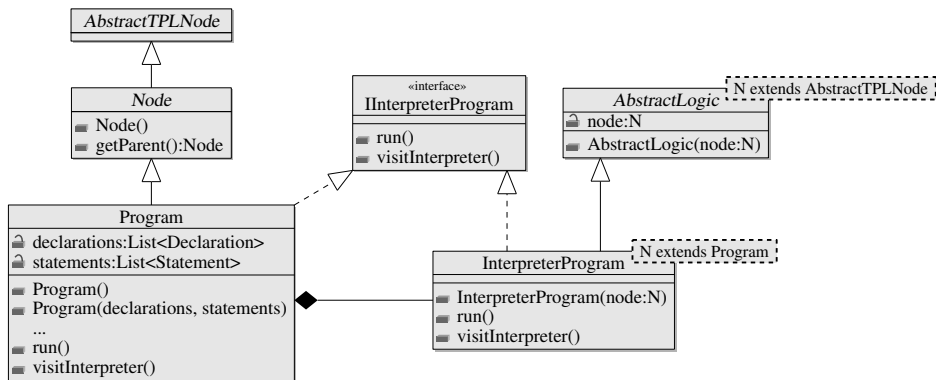 AbstractTPLNode
Node
Node()
getParent():Node
«interface»
IInterpreterProgram
run()
visitInterpreter()
N extends AbstractTPLNode
AbstractLogic
node:N
AbstractLogic(node:N)
Program
declarations:List<Declaration>
statements:List<Statement>
Program()
Program(declarations, statements)
...
run()
visitInterpreter()
N extends Program
InterpreterProgram
InterpreterProgram(node:N)
run()
visitInterpreter()